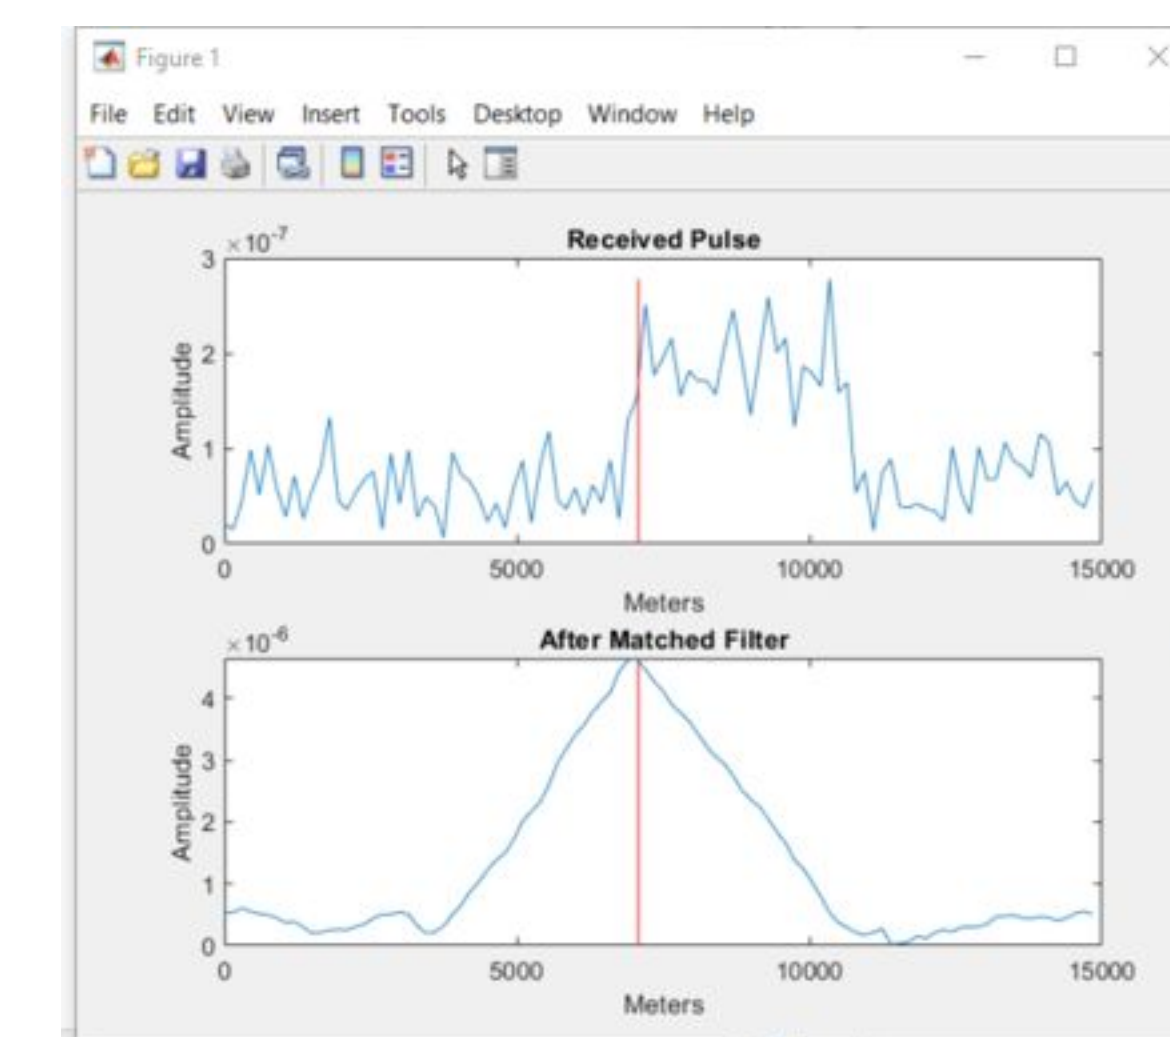 Figure 1
File Edit View Insert Tools Desktop Window Help
×10⁻⁷
Received Pulse
3
2
1
0
Amplitude
0 5000 10000 15000
Meters
×10⁻⁶
After Matched Filter
4
3
2
1
0
Amplitude
0 5000 10000 15000
Meters